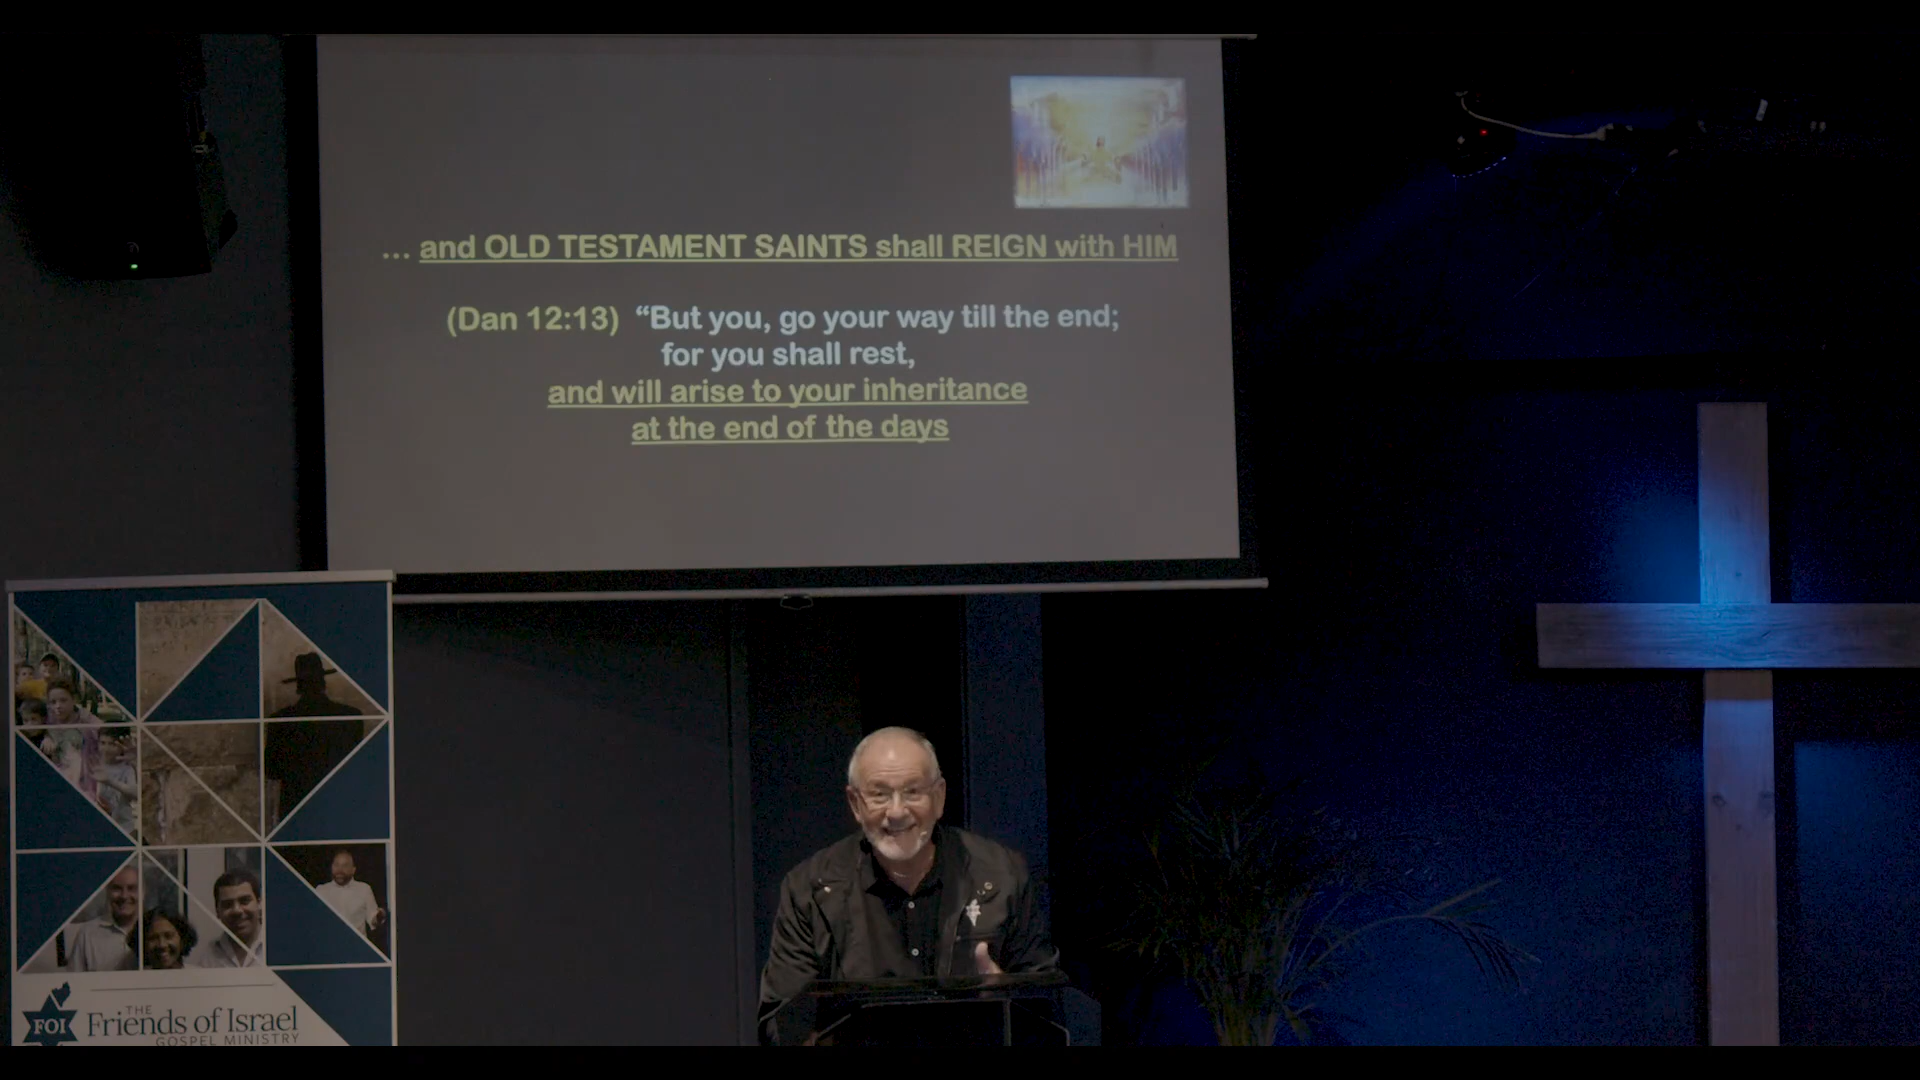 ... and OLD TESTAMENT SAINTS shall REIGN with HIM
(Dan 12:13) “But you, go your way till the end;
for you shall rest,
and will arise to your inheritance
at the end of the days
FOI
THE
Friends of Israel
GOSPEL MINISTRY